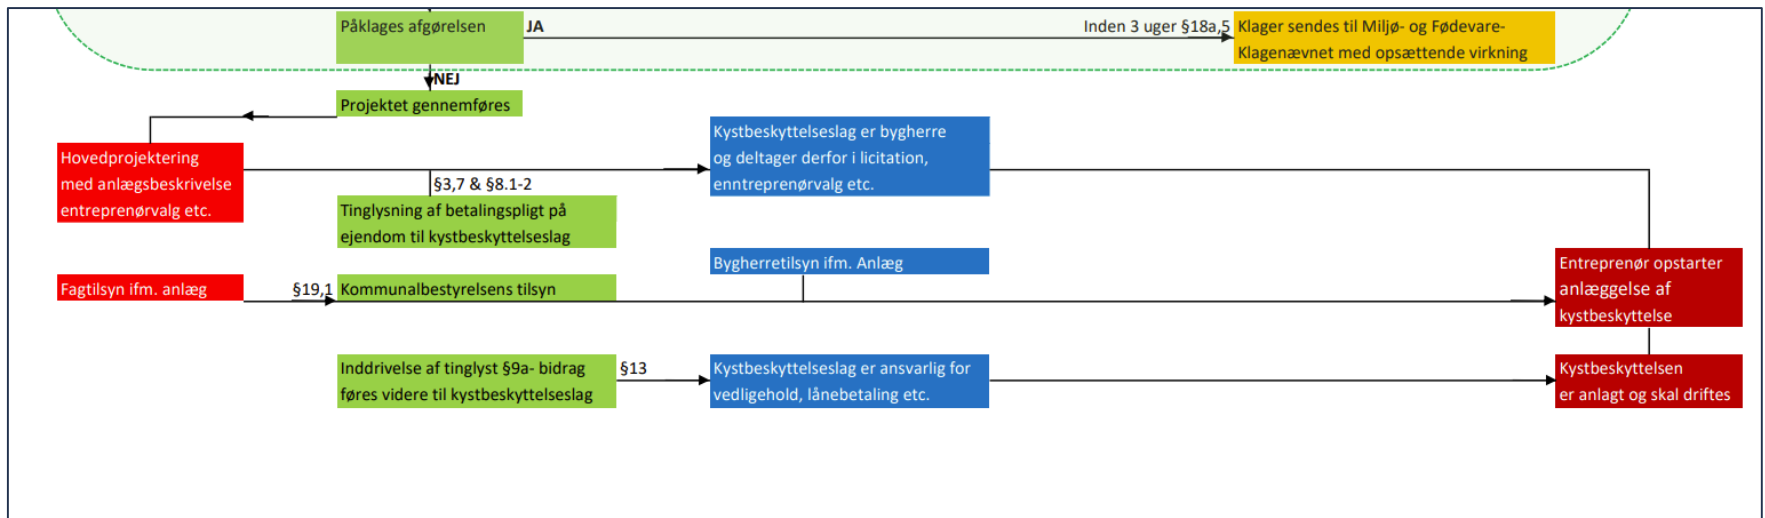 Påklages afgørelsen
JA
Inden 3 uger §18a,5
Klager sendes til Miljø- og Fødevare-
Klagenævnet med opsættende virkning
NEJ
Projektet gennemføres
Hovedprojektering
med anlægsbeskrivelse
entreprenørvalg etc.
Kystbeskyttelseslag er bygherre
og deltager derfor i licitation,
enntreprenørvalg etc.
§3,7 & §8.1-2
Tinglysning af betalingspligt på
ejendom til kystbeskyttelseslag
Bygherretilsyn ifm. Anlæg
Fagtilsyn ifm. anlæg
§19,1
Kommunalbestyrelsens tilsyn
Entreprenør opstarter
anlæggelse af
kystbeskyttelse
Inddrivelse af tinglyst §9a- bidrag
føres videre til kystbeskyttelseslag
§13
Kystbeskyttelseslag er ansvarlig for
vedligehold, lånebetaling etc.
Kystbeskyttelsen
er anlagt og skal driftes